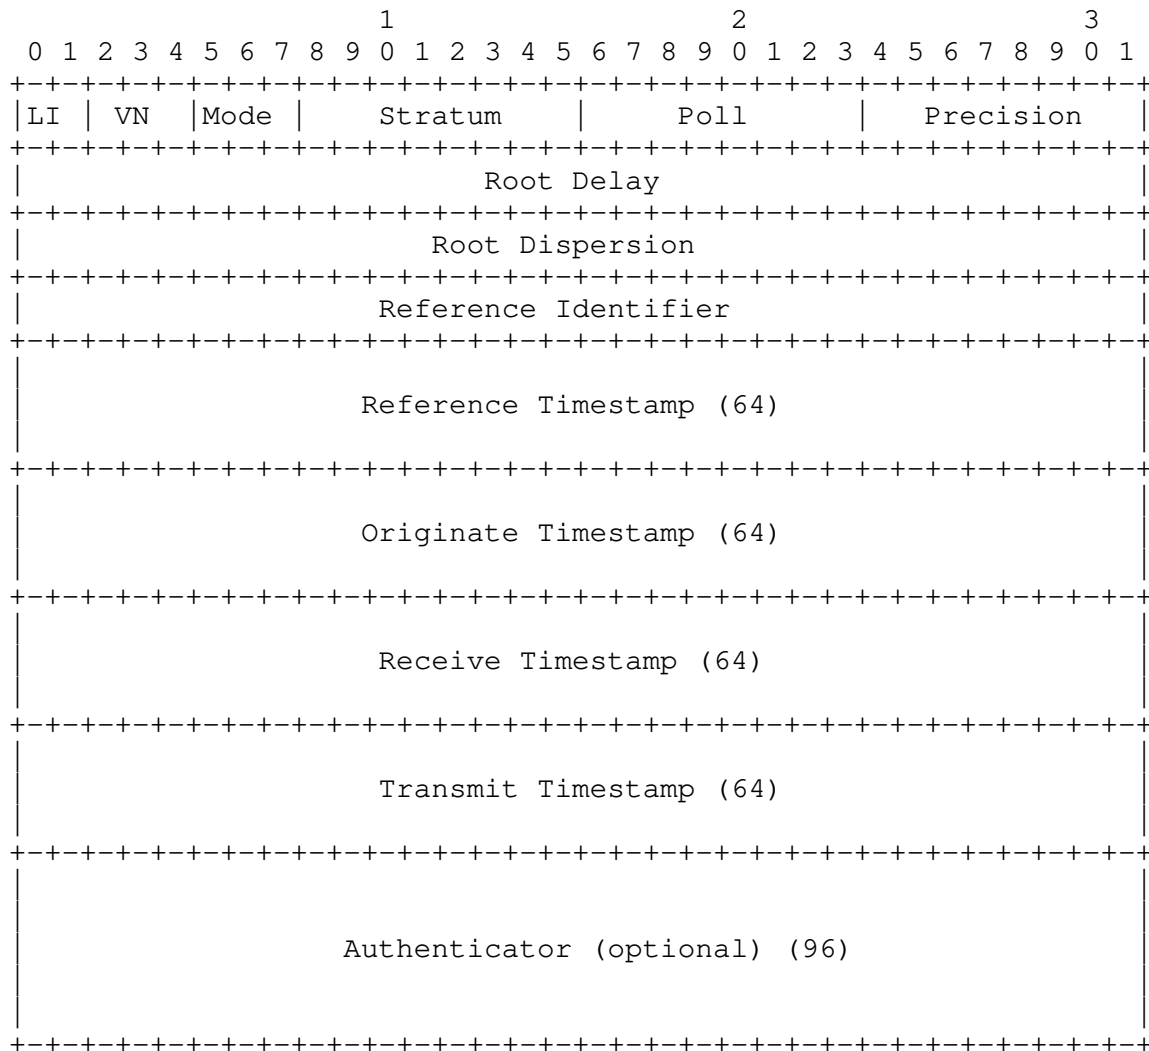 1                   2                   3
 0 1 2 3 4 5 6 7 8 9 0 1 2 3 4 5 6 7 8 9 0 1 2 3 4 5 6 7 8 9 0 1
+-+-+-+-+-+-+-+-+-+-+-+-+-+-+-+-+-+-+-+-+-+-+-+-+-+-+-+-+-+-+-+-+
|LI | VN  |Mode |    Stratum    |     Poll      |   Precision   |
+-+-+-+-+-+-+-+-+-+-+-+-+-+-+-+-+-+-+-+-+-+-+-+-+-+-+-+-+-+-+-+-+
|                          Root Delay                           |
+-+-+-+-+-+-+-+-+-+-+-+-+-+-+-+-+-+-+-+-+-+-+-+-+-+-+-+-+-+-+-+-+
|                       Root Dispersion                         |
+-+-+-+-+-+-+-+-+-+-+-+-+-+-+-+-+-+-+-+-+-+-+-+-+-+-+-+-+-+-+-+-+
|                    Reference Identifier                       |
+-+-+-+-+-+-+-+-+-+-+-+-+-+-+-+-+-+-+-+-+-+-+-+-+-+-+-+-+-+-+-+-+
|                                                               |
|                   Reference Timestamp (64)                    |
|                                                               |
+-+-+-+-+-+-+-+-+-+-+-+-+-+-+-+-+-+-+-+-+-+-+-+-+-+-+-+-+-+-+-+-+
|                                                               |
|                   Originate Timestamp (64)                    |
|                                                               |
+-+-+-+-+-+-+-+-+-+-+-+-+-+-+-+-+-+-+-+-+-+-+-+-+-+-+-+-+-+-+-+-+
|                                                               |
|                    Receive Timestamp (64)                     |
|                                                               |
+-+-+-+-+-+-+-+-+-+-+-+-+-+-+-+-+-+-+-+-+-+-+-+-+-+-+-+-+-+-+-+-+
|                                                               |
|                    Transmit Timestamp (64)                    |
|                                                               |
+-+-+-+-+-+-+-+-+-+-+-+-+-+-+-+-+-+-+-+-+-+-+-+-+-+-+-+-+-+-+-+-+
|                                                               |
|                                                               |
|                  Authenticator (optional) (96)                |
|                                                               |
|                                                               |
+-+-+-+-+-+-+-+-+-+-+-+-+-+-+-+-+-+-+-+-+-+-+-+-+-+-+-+-+-+-+-+-+